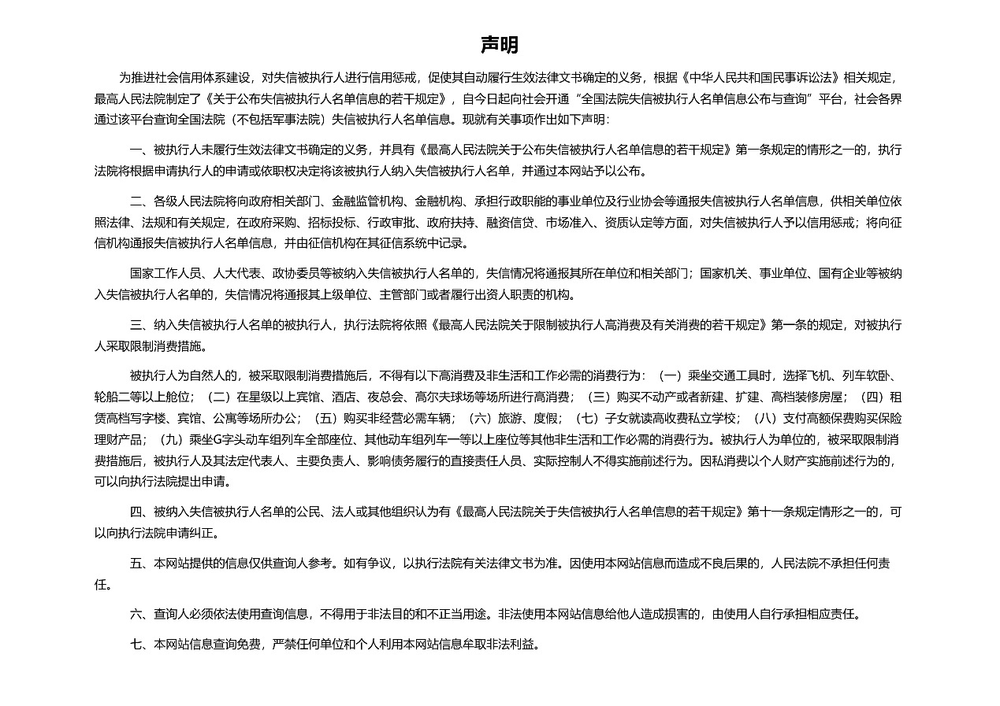 声明
为推进社会信用体系建设，对失信被执行人进行信用惩戒，促使其自动履行生效法律文书确定的义务，根据《中华人民共和国民事诉讼法》相关规定，
最高人民法院制定了《关于公布失信被执行人名单信息的若干规定》，自今日起向社会开通“全国法院失信被执行人名单信息公布与查询”平台，社会各界
通过该平台查询全国法院（不包括军事法院）失信被执行人名单信息。现就有关事项作出如下声明：
一、被执行人未履行生效法律文书确定的义务，并具有《最高人民法院关于公布失信被执行人名单信息的若干规定》第一条规定的情形之一的，执行
法院将根据申请执行人的申请或依职权决定将该被执行人纳入失信被执行人名单，并通过本网站予以公布。
二、各级人民法院将向政府相关部门、金融监管机构、金融机构、承担行政职能的事业单位及行业协会等通报失信被执行人名单信息，供相关单位依
照法律、法规和有关规定，在政府采购、招标投标、行政审批、政府扶持、融资信贷、市场准入、资质认定等方面，对失信被执行人予以信用惩戒；将向征
信机构通报失信被执行人名单信息，并由征信机构在其征信系统中记录。
国家工作人员、人大代表、政协委员等被纳入失信被执行人名单的，失信情况将通报其所在单位和相关部门；国家机关、事业单位、国有企业等被纳
入失信被执行人名单的，失信情况将通报其上级单位、主管部门或者履行出资人职责的机构。
三、纳入失信被执行人名单的被执行人，执行法院将依照《最高人民法院关于限制被执行人高消费及有关消费的若干规定》第一条的规定，对被执行
人采取限制消费措施。
被执行人为自然人的，被采取限制消费措施后，不得有以下高消费及非生活和工作必需的消费行为：（一）乘坐交通工具时，选择飞机、列车软卧、
轮船二等以上舱位；（二）在星级以上宾馆、酒店、夜总会、高尔夫球场等场所进行高消费；（三）购买不动产或者新建、扩建、高档装修房屋；（四）租
赁高档写字楼、宾馆、公寓等场所办公；（五）购买非经营必需车辆；（六）旅游、度假；（七）子女就读高收费私立学校；（八）支付高额保费购买保险
理财产品；（九）乘坐G字头动车组列车全部座位、其他动车组列车一等以上座位等其他非生活和工作必需的消费行为。被执行人为单位的，被采取限制消
费措施后，被执行人及其法定代表人、主要负责人、影响债务履行的直接责任人员、实际控制人不得实施前述行为。因私消费以个人财产实施前述行为的，
可以向执行法院提出申请。
四、被纳入失信被执行人名单的公民、法人或其他组织认为有《最高人民法院关于失信被执行人名单信息的若干规定》第十一条规定情形之一的，可
以向执行法院申请纠正。
五、本网站提供的信息仅供查询人参考。如有争议，以执行法院有关法律文书为准。因使用本网站信息而造成不良后果的，人民法院不承担任何责
任。
六、查询人必须依法使用查询信息，不得用于非法目的和不正当用途。非法使用本网站信息给他人造成损害的，由使用人自行承担相应责任。
七、本网站信息查询免费，严禁任何单位和个人利用本网站信息牟取非法利益。